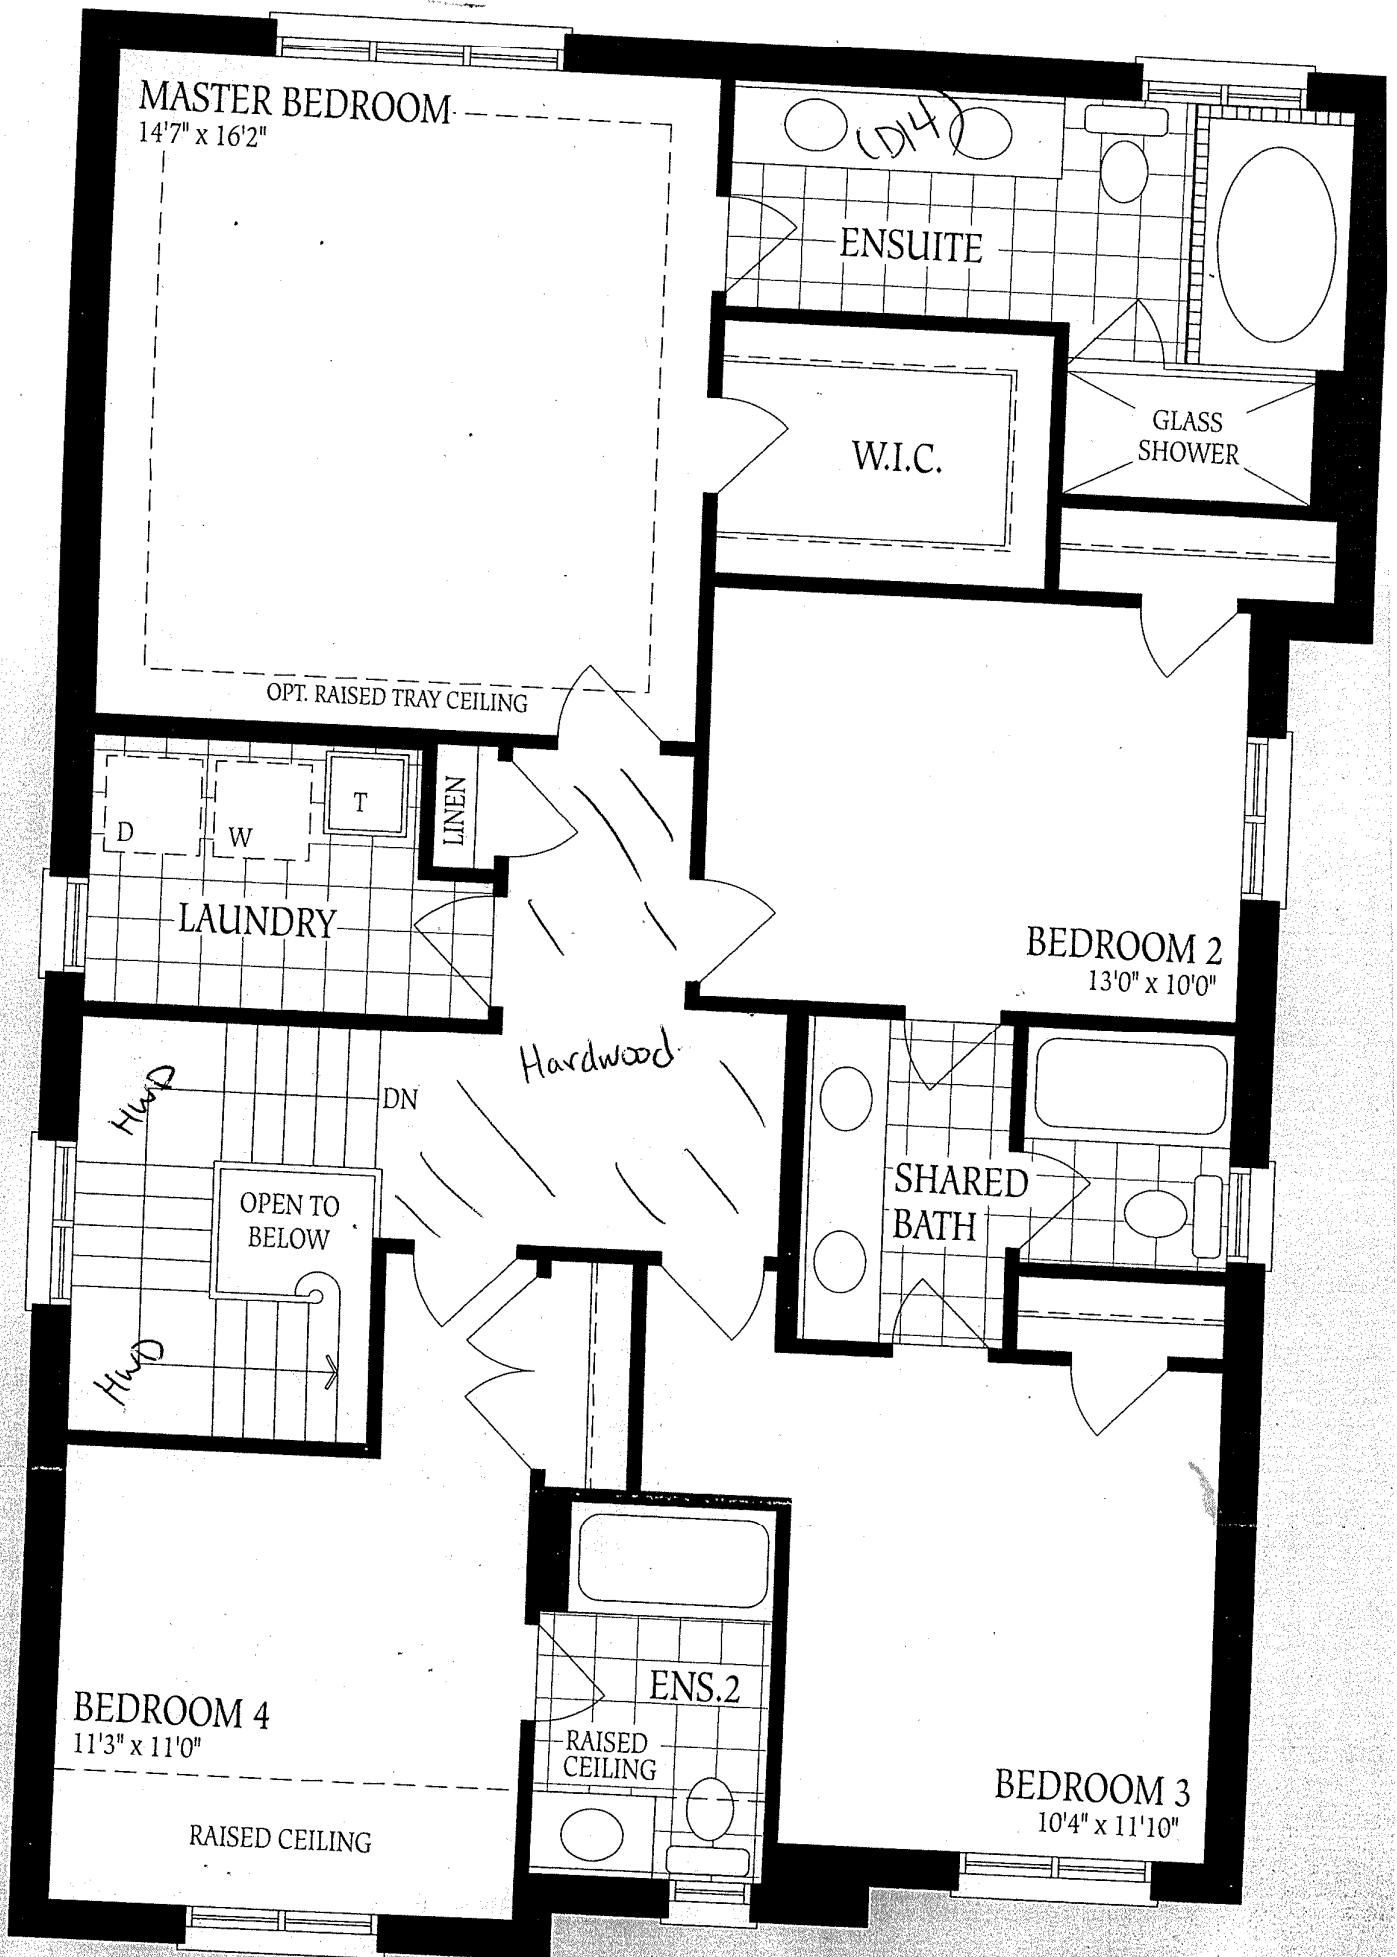 MASTER BEDROOM
14'7" x 16'2"
(D14)
ENSUITE
GLASS
SHOWER
W.I.C.
OPT. RAISED TRAY CEILING
LINEN
D
W
T
LAUNDRY
BEDROOM 2
13'0" x 10'0"
Hardwood
HWD
DN
SHARED
BATH
OPEN TO
BELOW
HWD
ENS.2
RAISED
CEILING
BEDROOM 4
11'3" x 11'0"
RAISED CEILING
BEDROOM 3
10'4" x 11'10"